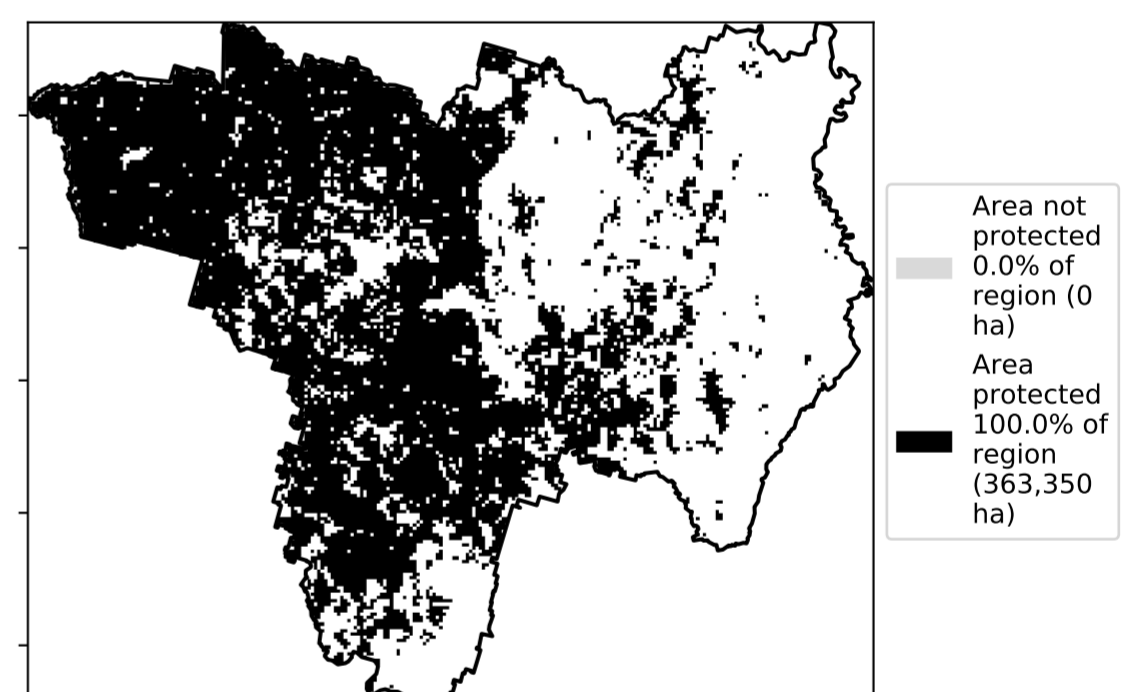 Area not
protected
0.0% of
region (0
ha)
Area
protected
100.0% of
region
(363,350
ha)